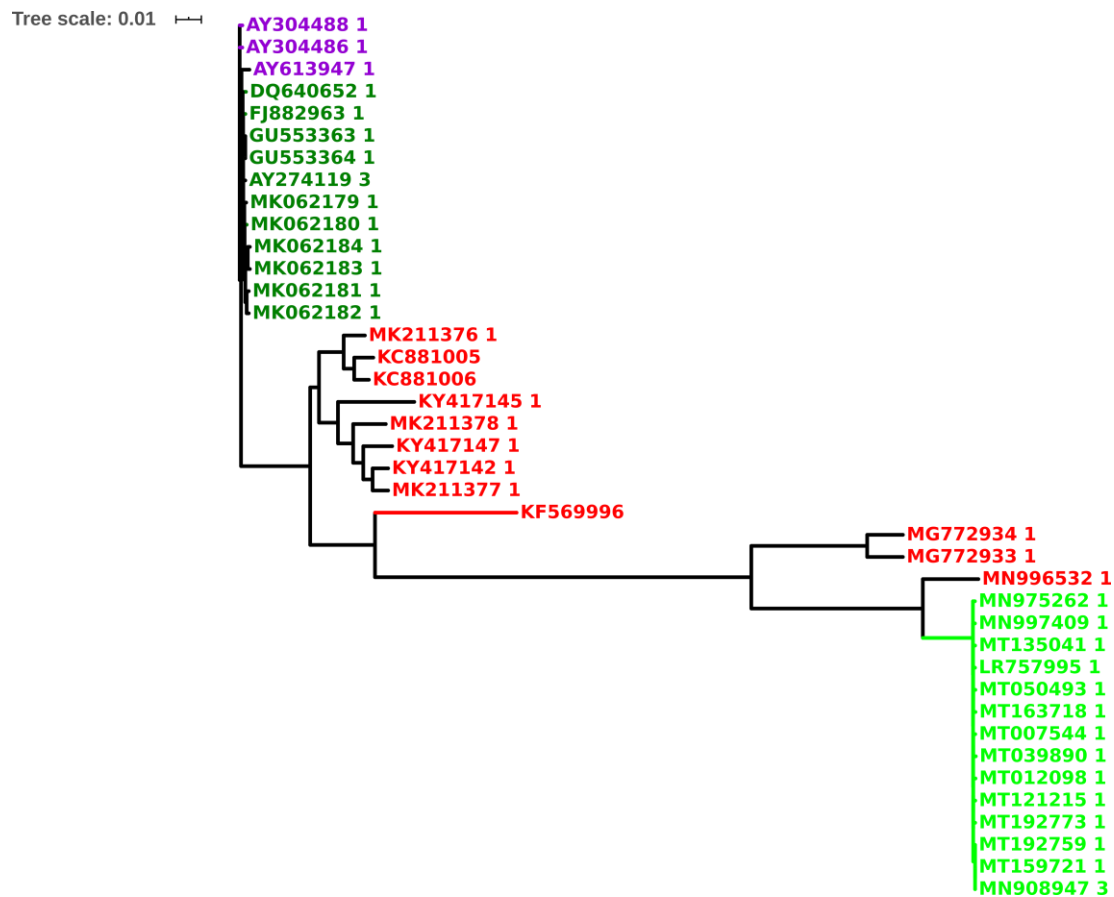 Tree scale: 0.01
AY304488 1
AY304486 1
AY613947 1
DQ640652 1
FJ882963 1
GU553363 1
GU553364 1
AY274119 3
MK062179 1
MK062180 1
MK062184 1
MK062183 1
MK062181 1
MK062182 1
MK211376 1
KC881005
KC881006
KY417145 1
MK211378 1
KY417147 1
KY417142 1
MK211377 1
KF569996
MG772934 1
MG772933 1
MN996532 1
MN975262 1
MN997409 1
MT135041 1
LR757995 1
MT050493 1
MT163718 1
MT007544 1
MT039890 1
MT012098 1
MT121215 1
MT192773 1
MT192759 1
MT159721 1
MN908947 3